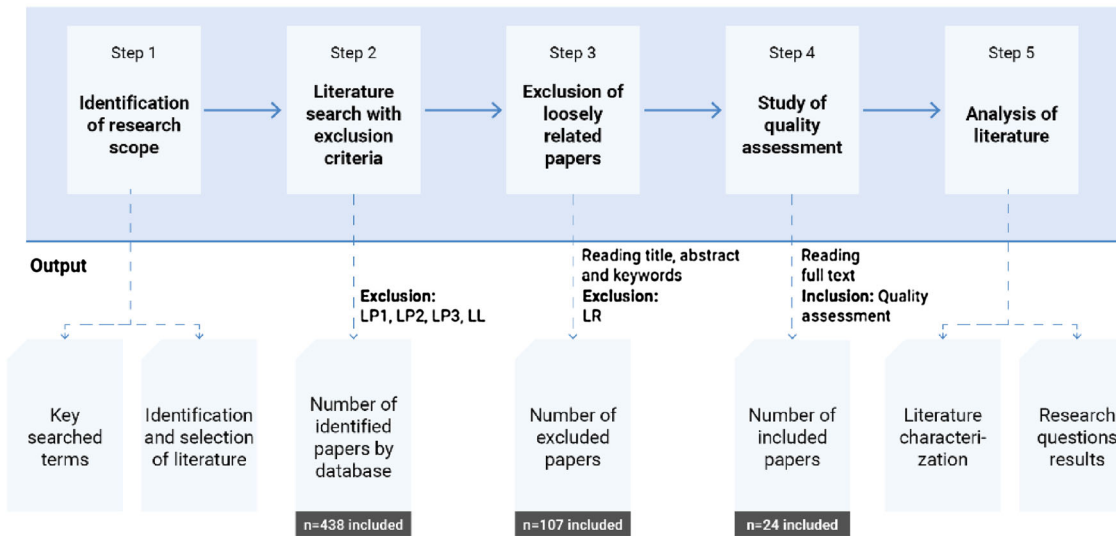 Step 1
Identification
of research
scope
Step 2
Literature
search with
exclusion
criteria
Step 3
Exclusion of
loosely
related
papers
Step 4
Study of
quality
assessment
Step 5
Analysis of
literature
Output
Exclusion:
LP1, LP2, LP3, LL
Reading title, abstract
and keywords
Exclusion:
LR
Reading
full text
Inclusion: Quality
assessment
Key
searched
terms
Identification
and selection
of literature
Number of
identified
papers by
database
n=438 included
Number of
excluded
papers
n=107 included
Number of
included
papers
n=24 included
Literature
characteri-
zation
Research
questions
results